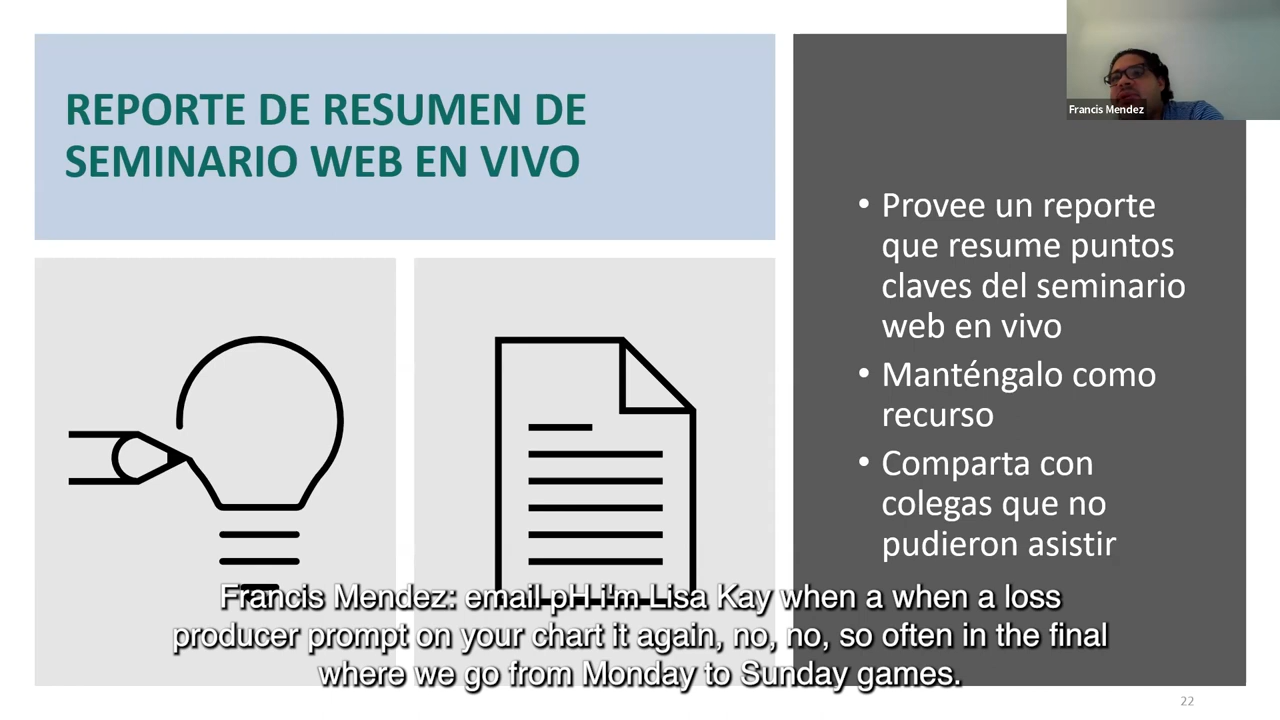 REPORTE DE RESUMEN DE
SEMINARIO WEB EN VIVO
Francis Mendez
• Provee un reporte
que resume puntos
claves del seminario
web en vivo
• Manténgalo como
recurso
• Comparta con
colegas que no
pudieron asistir
Francis Mendez: email pH i'm Lisa Kay when a when a loss
producer prompt on your chart it again, no, no, so often in the final
where we go from Monday to Sunday games.
22